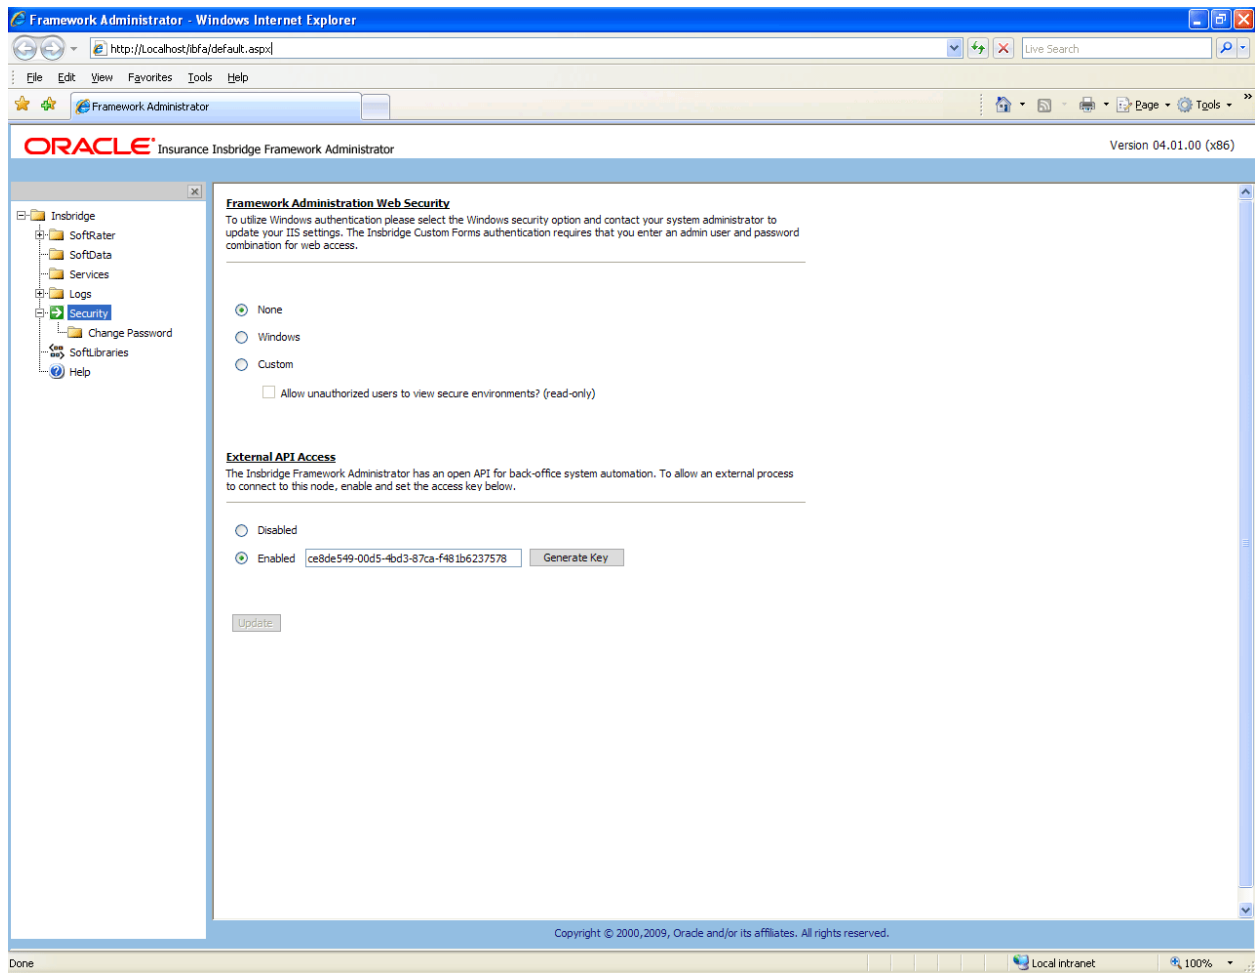 Framework Administrator - Windows Internet Explorer
http://Localhost/ibfa/default.aspx
Live Search
File Edit View Favorites Tools Help
Framework Administrator
Page Tools
ORACLE Insurance Insbridge Framework Administrator
Version 04.01.00 (x86)
Insbridge
SoftRater
SoftData
Services
Logs
Security
Change Password
SoftLibraries
Help
Framework Administration Web Security
To utilize Windows authentication please select the Windows security option and contact your system administrator to
update your IIS settings. The Insbridge Custom Forms authentication requires that you enter an admin user and password
combination for web access.
None
Windows
Custom
Allow unauthorized users to view secure environments? (read-only)
External API Access
The Insbridge Framework Administrator has an open API for back-office system automation. To allow an external process
to connect to this node, enable and set the access key below.
Disabled
Enabled ce8de549-00d5-4bd3-87ca-f481b6237578 Generate Key
Update
Copyright © 2000,2009, Oracle and/or its affiliates. All rights reserved.
Done
Local intranet
100%